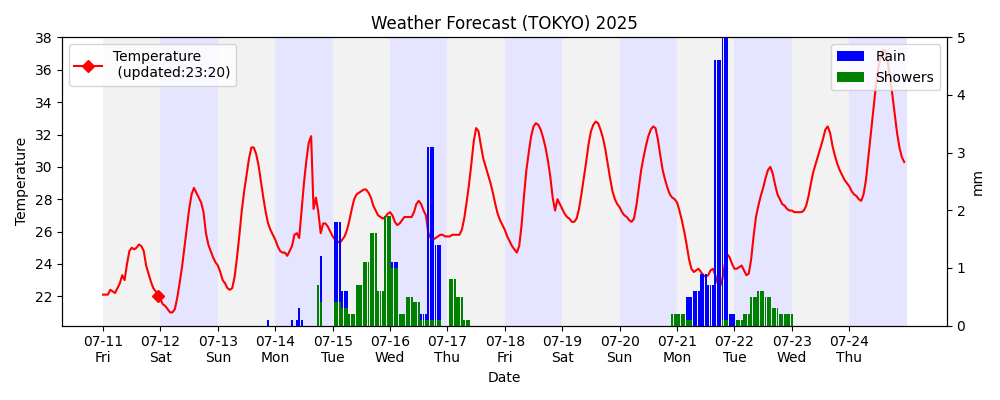 Weather Forecast (TOKYO) 2025
Temperature
(updated:23:20)
Rain
Showers
Temperature
38
36
34
32
30
28
26
24
22
5
4
3
2
1
0
mm
07-11 07-12 07-13 07-14 07-15 07-16 07-17 07-18 07-19 07-20 07-21 07-22 07-23 07-24
Fri Sat Sun Mon Tue Wed Thu Fri Sat Sun Mon Tue Wed Thu
Date